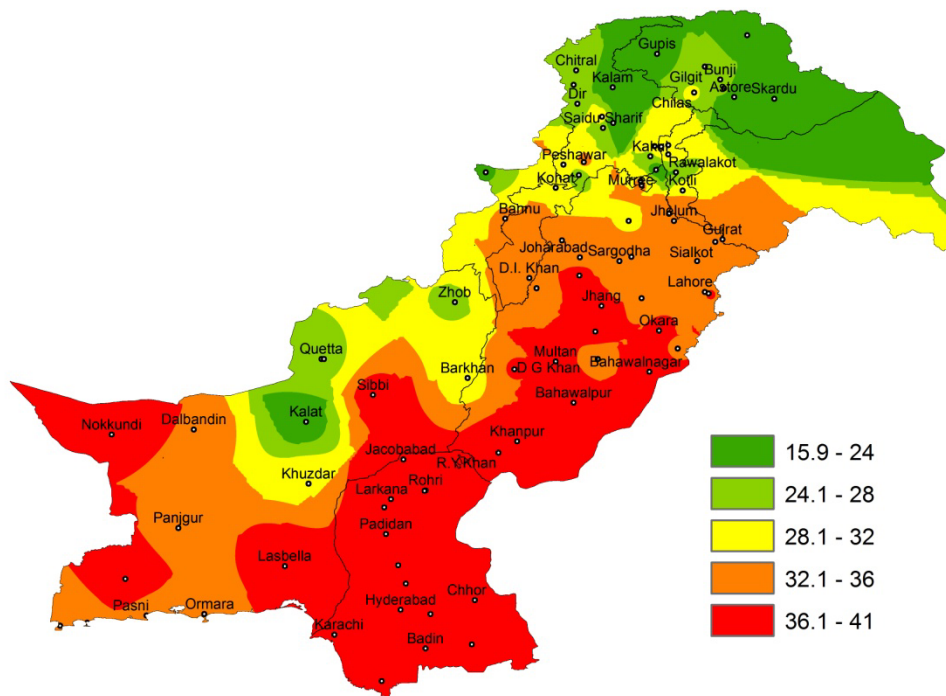 Gupis
Chitral
Bunji
Gilgit
Kalam
Astore
Skardu
Dir
Chilas
Saidu Sharif
Kakul
Peshawar
Rawalakot
Kohat
Murree
Kotli
Bannu
Jhelum
Gujrat
Joharabad
Sargodha
Sialkot
D.I. Khan
Zhob
Lahore
Jhang
Okara
Quetta
Multan
Barkhan
D G Khan
Bahawalnagar
Sibbi
Bahawalpur
Kalat
Dalbandin
Nokkundi
Khanpur
15.9 - 24
Jacobabad
R.Y.Khan
Khuzdar
Rohri
24.1 - 28
Larkana
Panjgur
Padidan
28.1 - 32
Lasbella
Chhor
32.1 - 36
Pasni
Ormara
Hyderabad
Karachi
Badin
36.1 - 41